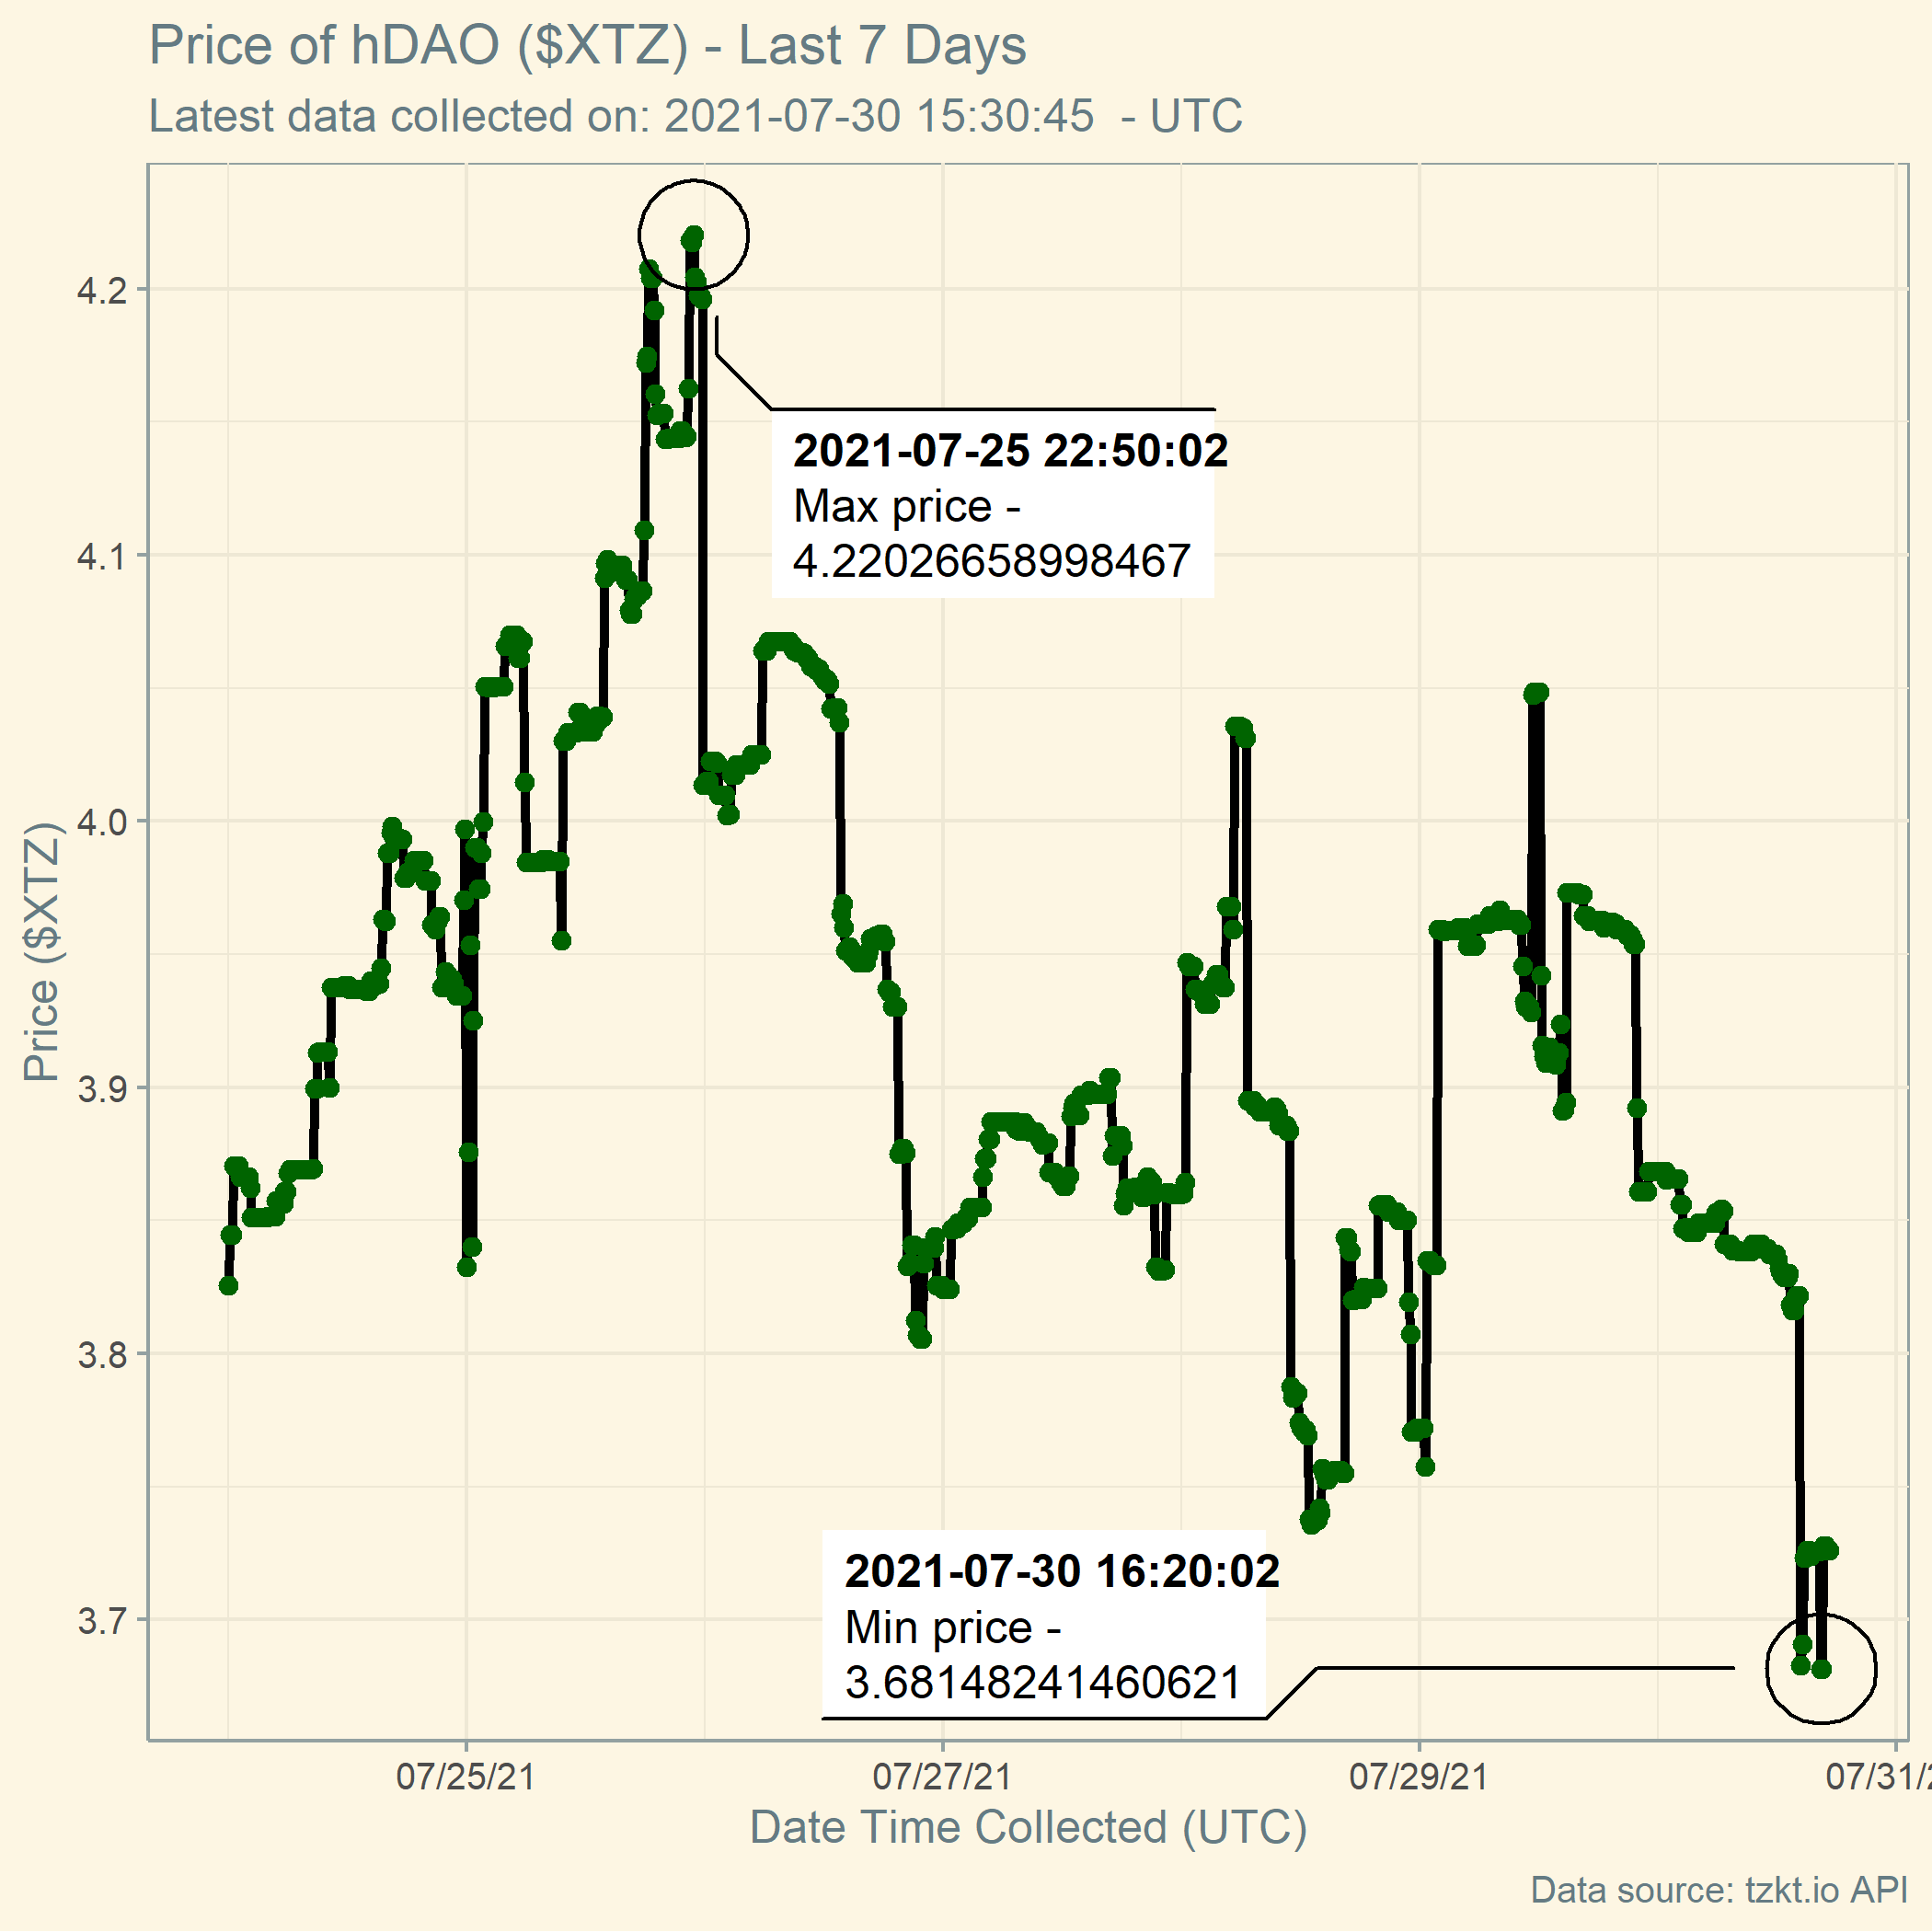 Price of hDAO ($XTZ) - Last 7 Days
Latest data collected on: 2021-07-30 15:30:45  - UTC
4.2
4.1
4.0
3.9
3.8
3.7
Price ($XTZ)
2021-07-25 22:50:02
Max price -
4.22026658998467
2021-07-30 16:20:02
Min price -
3.68148241460621
07/25/21
07/27/21
07/29/21
07/31/2
Date Time Collected (UTC)
Data source: tzkt.io API